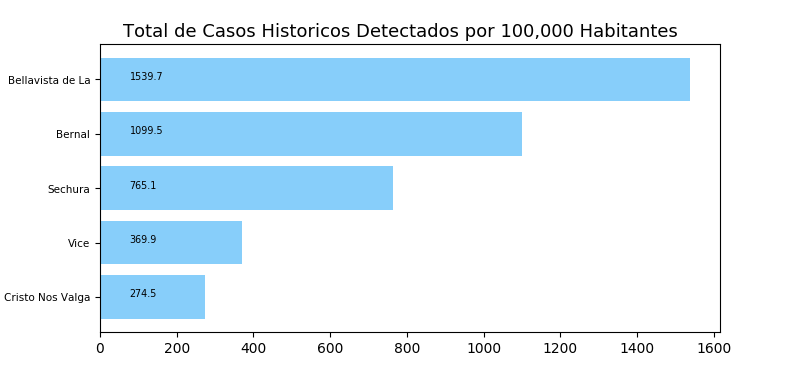 Total de Casos Historicos Detectados por 100,000 Habitantes
Bellavista de La 1539.7
Bernal 1099.5
Sechura 765.1
Vice 369.9
Cristo Nos Valga 274.5
0 200 400 600 800 1000 1200 1400 1600